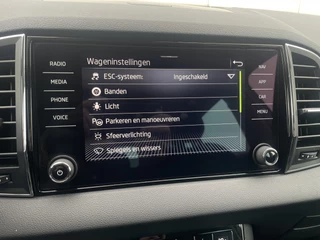 Wageninstellingen
ESC-systeem: Ingeschakeld
Banden
Licht
Parkeren en manoeuvreren
Sfeerverlichting
Spiegels en wissers
RADIO
MEDIA
PHONE
VOICE
NAV
APP
CAR
MENU